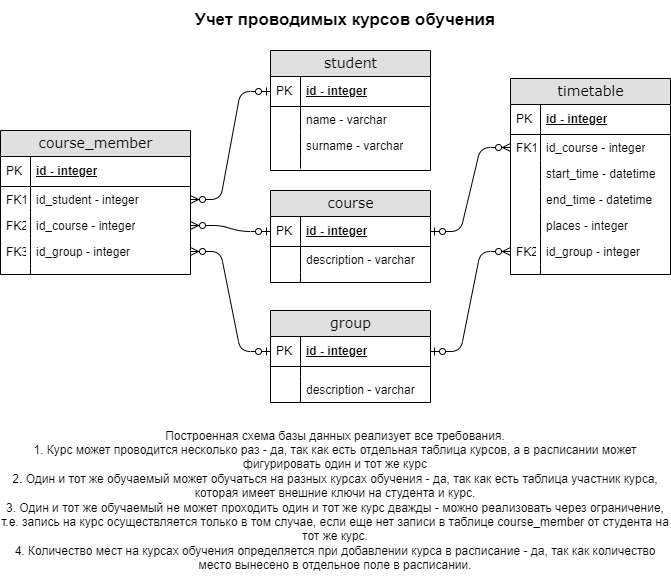 Учет проводимых курсов обучения
student
PK id - integer
name - varchar
surname - varchar
course_member
PK id - integer
FK1 id_student - integer
FK2 id_course - integer
FK3 id_group - integer
course
PK id - integer
description - varchar
group
PK id - integer
description - varchar
timetable
PK id - integer
FK1 id_course - integer
start_time - datetime
end_time - datetime
places - integer
FK2 id_group - integer
Построенная схема базы данных реализует все требования.
1. Курс может проводится несколько раз - да, так как есть отдельная таблица курсов, а в расписании может
фигурировать один и тот же курс
2. Один и тот же обучаемый может обучаться на разных курсах обучения - да, так как есть таблица участник курса,
которая имеет внешние ключи на студента и курс.
3. Один и тот же обучаемый не может проходить один и тот же курс дважды - можно реализовать через ограничение,
т.е. запись на курс осуществляется только в том случае, если еще нет записи в таблице course_member от студента на
тот же курс.
4. Количество мест на курсах обучения определяется при добавлении курса в расписание - да, так как количество
место вынесено в отдельное поле в расписании.